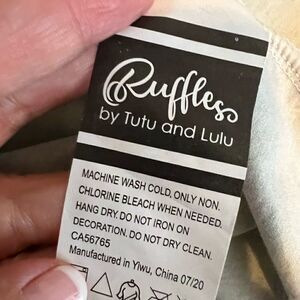 Ruffles
by Tutu and Lulu
MACHINE WASH COLD, ONLY NON.
CHLORINE BLEACH WHEN NEEDED.
HANG DRY. DO NOT IRON ON
DECORATION. DO NOT DRY CLEAN.
CA56765
Manufactured in Yiwu, China 07/20